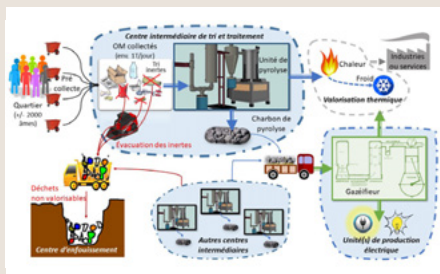 Centre intermédiaire de tri et traitement
OM collectés
(env. 1T/jour)
Tri
inertes
Unité de
pyrolyse
Pré
collecte
Quartier
(+/- 2000
âmes)
Evacuation des inertes
Charbon de
pyrolyse
Chaleur
Industries
ou services
Froid
Valorisation thermique
Déchets
non valorisables
Centre d'enfouissement
Autres centres
intermédiaires
Gazéifieur
Unité(s) de production
électrique